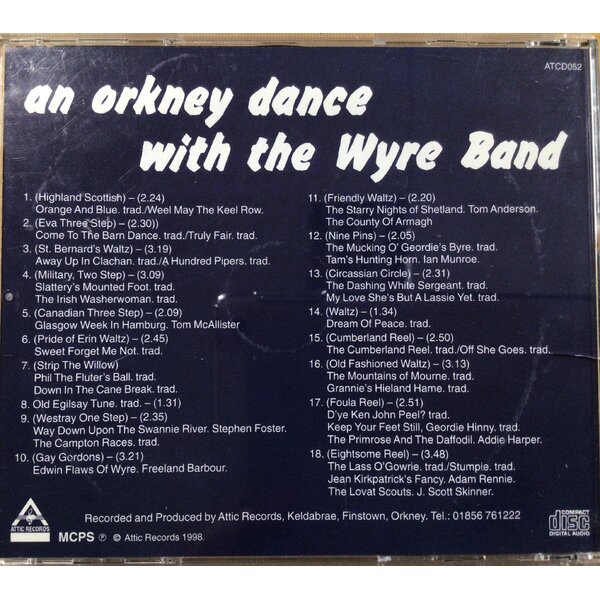 ATCD052
an orkney dance
with the Wyre Band
1. (Highland Scottish) – (2.24)
Orange And Blue. trad./Weel May The Keel Row.
2. (Eva Three Step) – (2.30))
Come To The Barn Dance. trad./Truly Fair. trad.
3. (St. Bernard's Waltz) – (3.19)
Away Up In Clachan. trad./A Hundred Pipers. trad.
4. (Military, Two Step) – (3.09)
Slattery's Mounted Foot. trad.
The Irish Washerwoman. trad.
5. (Canadian Three Step) – (2.09)
Glasgow Week In Hamburg. Tom McAllister
6. (Pride of Erin Waltz) – (2.45)
Sweet Forget Me Not. trad.
7. (Strip The Willow)
Phil The Fluter's Ball. trad.
Down In The Cane Break. trad.
8. Old Egilsay Tune. trad. – (1.31)
9. (Westray One Step) – (2.35)
Way Down Upon The Swannie River. Stephen Foster.
The Campton Races. trad.
10. (Gay Gordons) – (3.21)
Edwin Flaws Of Wyre. Freeland Barbour.
11. (Friendly Waltz) – (2.20)
The Starry Nights of Shetland. Tom Anderson.
The County Of Armagh
12. (Nine Pins) – (2.05)
The Mucking O' Geordie's Byre. trad.
Tam's Hunting Horn. Ian Munroe.
13. (Circassian Circle) – (2.31)
The Dashing White Sergeant. trad.
My Love She's But A Lassie Yet. trad.
14. (Waltz) – (1.34)
Dream Of Peace. trad.
15. (Cumberland Reel) – (2.50)
The Cumberland Reel. trad./Off She Goes. trad.
16. (Old Fashioned Waltz) – (3.13)
The Mountains of Mourne. trad.
Grannie's Hieland Hame. trad.
17. (Foula Reel) – (2.51)
D'ye Ken John Peel? trad.
Keep Your Feet Still, Geordie Hinny. trad.
The Primrose And The Daffodil. Addie Harper.
18. (Eightsome Reel) – (3.48)
The Lass O'Gowrie. trad./Stumpie. trad.
Jean Kirkpatrick's Fancy. Adam Rennie.
The Lovat Scouts. J. Scott Skinner.
ATTIC RECORDS
Recorded and Produced by Attic Records, Keldabrae, Finstown, Orkney. Tel.: 01856 761222
MCPS ℗ © Attic Records 1998.
COMPACT
disc
DIGITAL AUDIO